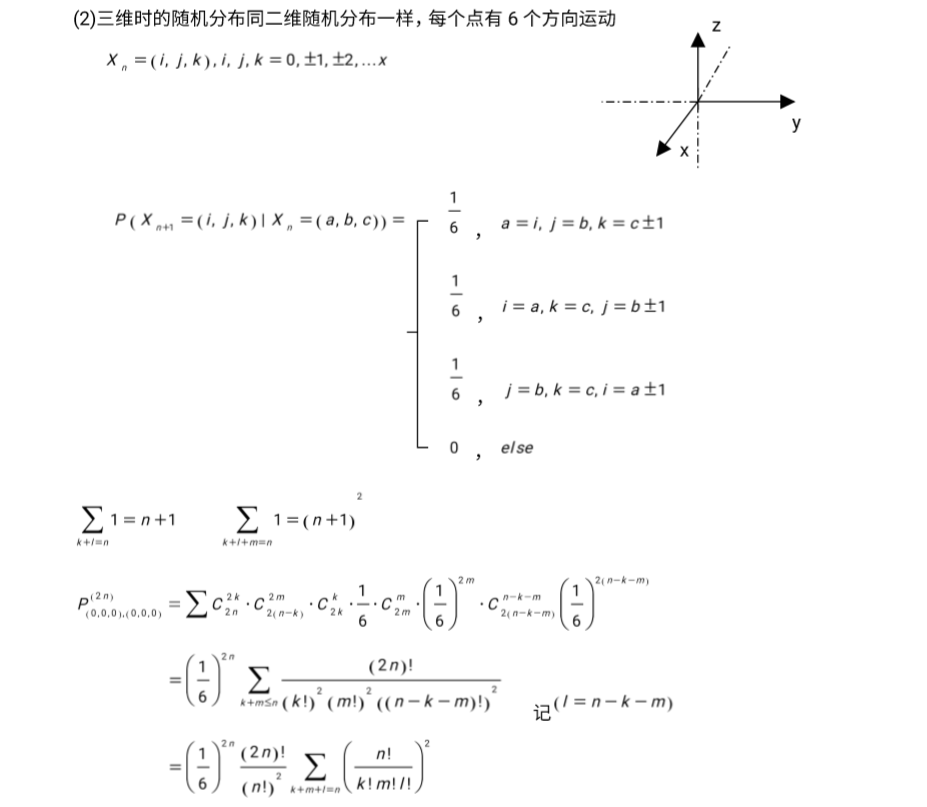 (2)三维时的随机分布同二维随机分布一样，每个点有 6 个方向运动
X_n = (i, j, k), i, j, k = 0, ±1, ±2, ...x
z
y
x
P(X_{n+1} = (i, j, k) | X_n = (a, b, c)) =
1/6 , a = i, j = b, k = c±1
1/6 , i = a, k = c, j = b±1
1/6 , j = b, k = c, i = a±1
0 , else
∑_{k+l=n} 1 = n+1    ∑_{k+l+m=n} 1 = (n+1)^2
P_{(0,0,0),(0,0,0)}^{(2n)} = ∑ C_{2n}^{2k} · C_{2(n-k)}^{2m} · C_{2k}^{k} · 1/6 · C_{2m}^{m} · (1/6)^{2m} · C_{2(n-k-m)}^{n-k-m} (1/6)^{2(n-k-m)}
= (1/6)^{2n} ∑_{k+m≤n} (2n)! / ((k!)^2 (m!)^2 ((n-k-m)!)^2) 记(l = n-k-m)
= (1/6)^{2n} (2n)!/(n!)^2 ∑_{k+m+l=n} (n!/(k! m! l!))^2